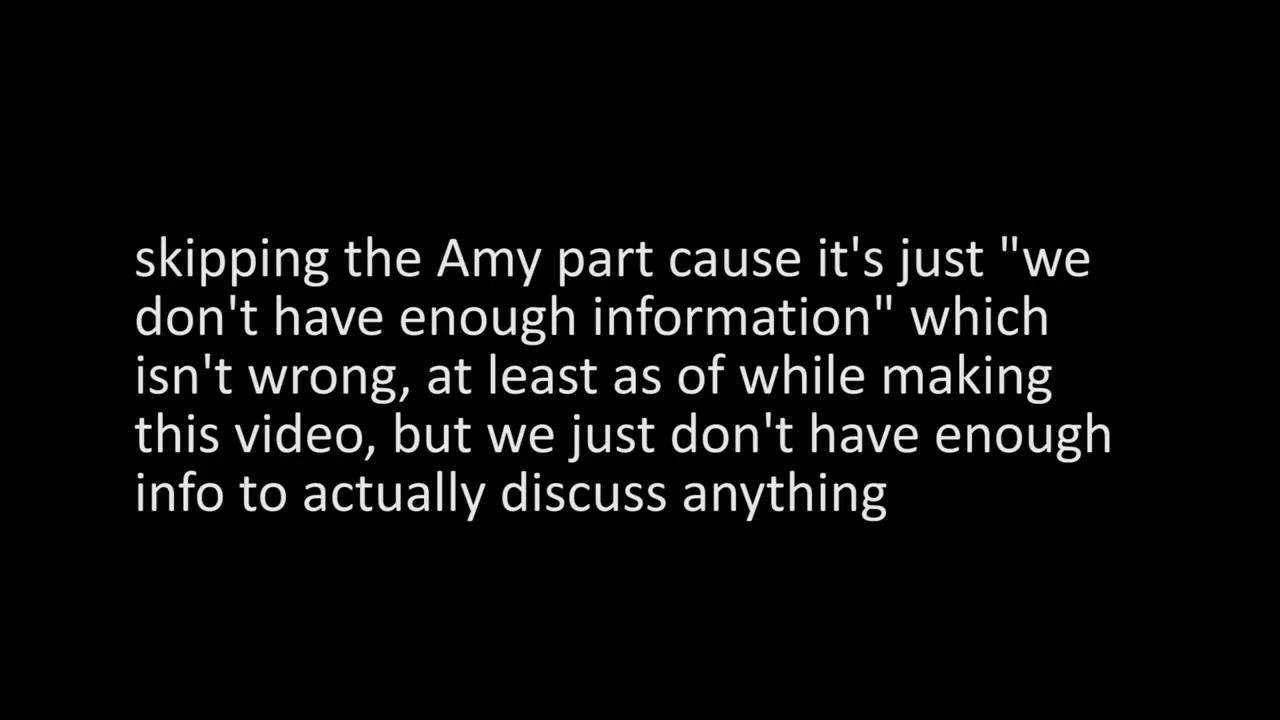 skipping the Amy part cause it's just "we
don't have enough information" which
isn't wrong, at least as of while making
this video, but we just don't have enough
info to actually discuss anything